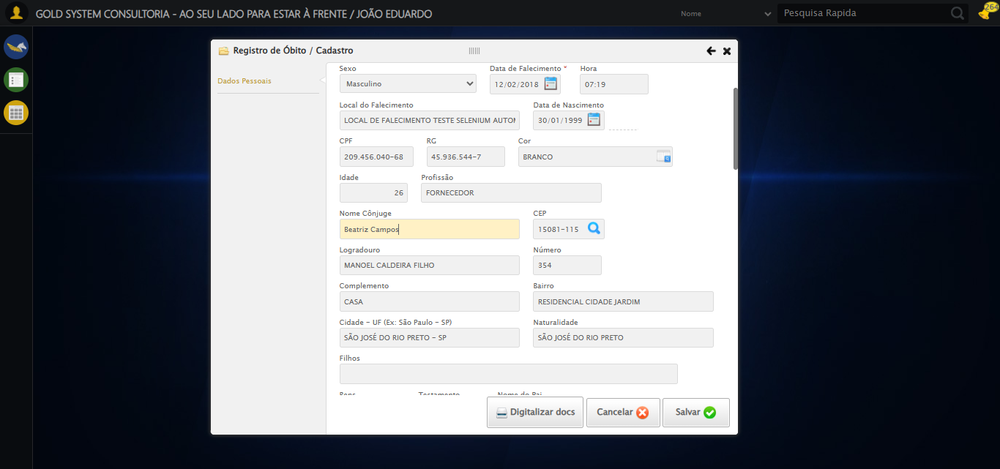 GOLD SYSTEM CONSULTORIA - AO SEU LADO PARA ESTAR À FRENTE / JOÃO EDUARDO
Nome
Pesquisa Rapida
264
Registro de Óbito / Cadastro
Dados Pessoais
Sexo
Data de Falecimento *
Hora
Masculino
12/02/2018
07:19
Local do Falecimento
Data de Nascimento
LOCAL DE FALECIMENTO TESTE SELENIUM AUTOM
30/01/1999
CPF
RG
Cor
209.456.040-68
45.936.544-7
BRANCO
Idade
Profissão
26
FORNECEDOR
Nome Cônjuge
CEP
Beatriz Campos
15081-115
Logradouro
Número
MANOEL CALDEIRA FILHO
354
Complemento
Bairro
CASA
RESIDENCIAL CIDADE JARDIM
Cidade - UF (Ex: São Paulo - SP)
Naturalidade
SÃO JOSÉ DO RIO PRETO - SP
SÃO JOSÉ DO RIO PRETO
Filhos
Bens
Testamento
Nome do Pai
Digitalizar docs
Cancelar
Salvar